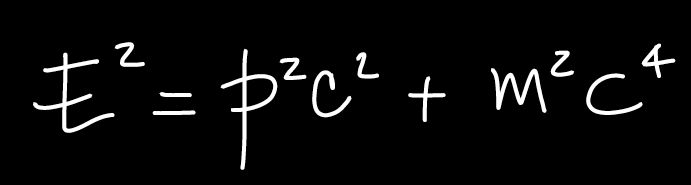 E² = p²c² + m²c⁴